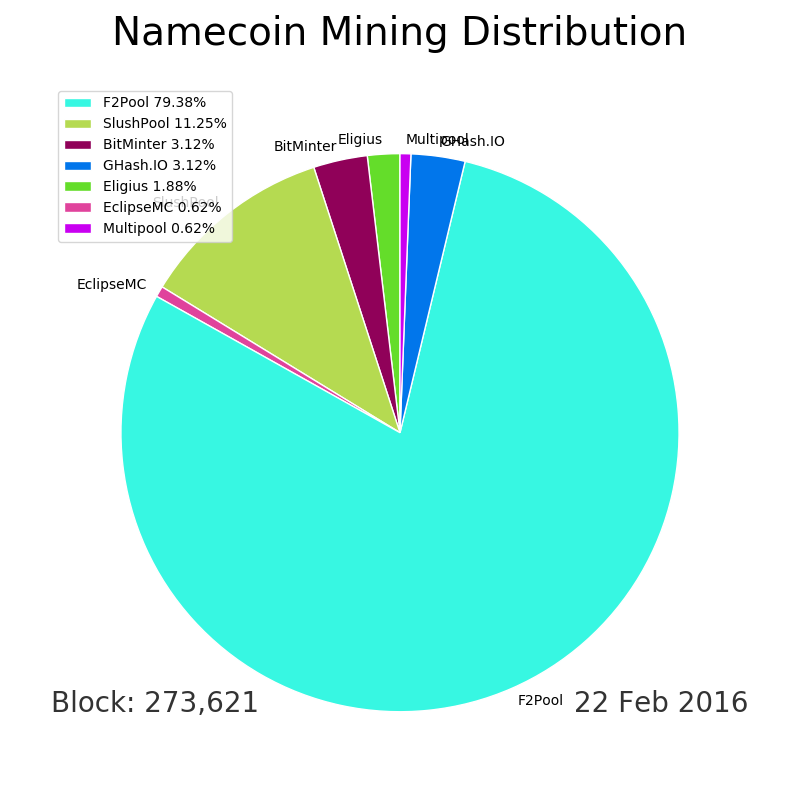 Namecoin Mining Distribution
F2Pool 79.38%
SlushPool 11.25%
BitMinter 3.12%
GHash.IO 3.12%
Eligius 1.88%
EclipseMC 0.62%
Multipool 0.62%
SlushPool
BitMinter
Eligius
Multipool
GHash.IO
EclipseMC
F2Pool
Block: 273,621
22 Feb 2016